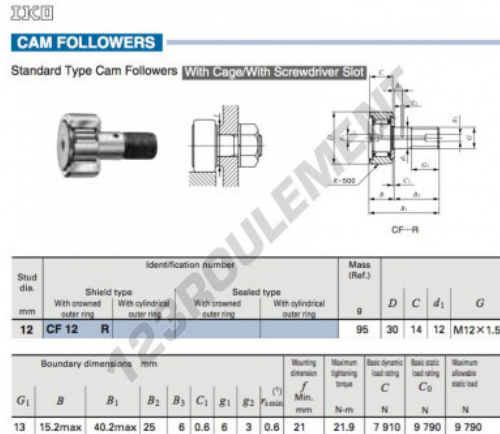 IKO
CAM FOLLOWERS
Standard Type Cam Followers With Cage/With Screwdriver Slot
R=500
CF…R
123ROULEMENT
Stud dia. mm
Identification number
Mass (Ref.) g
Shield type
Sealed type
With crowned outer ring
With cylindrical outer ring
With crowned outer ring
With cylindrical outer ring
D C d1 G
12 CF 12 R 95 30 14 12 M12×1.5
Boundary dimensions mm
Mounting dimension f Min. mm
Maximum tightening torque N-m
Basic dynamic load rating C N
Basic static load rating C0 N
Maximum allowable static load N
G1 B B1 B2 B3 C1 g1 g2 rs min (1)
13 15.2max 40.2max 25 6 0.6 6 3 0.6 21 21.9 7 910 9 790 9 790